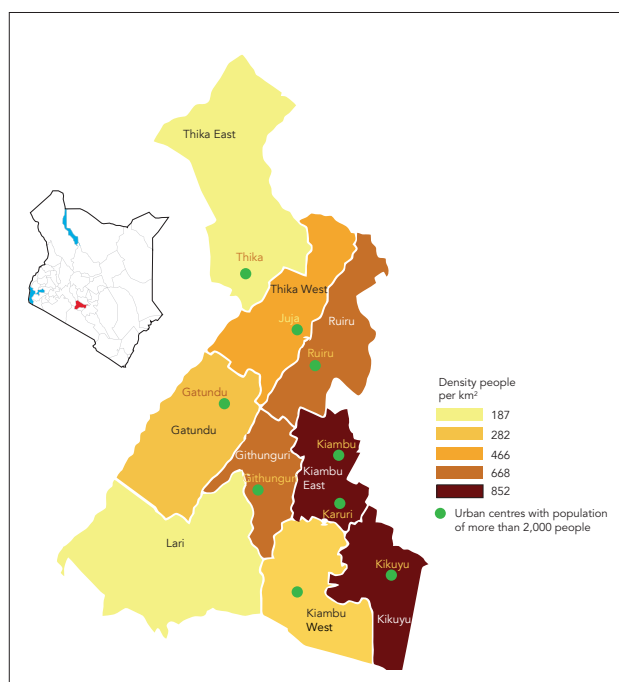 Thika East
Thika
Thika West
Juja
Ruiru
Ruiru
Gatundu
Gatundu
Githunguri
Githunguri
Kiambu
Kiambu
East
Karuri
Lari
Kikuyu
Kiambu
West
Kikuyu
Density people
per km²
187
282
466
668
852
Urban centres with population
of more than 2,000 people